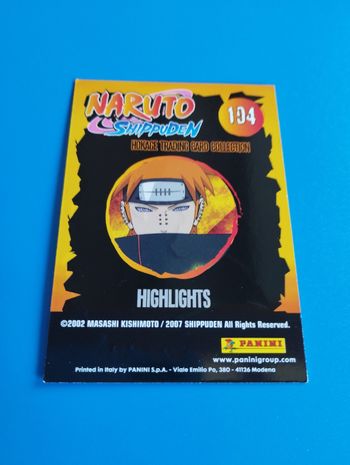 NARUTO
SHIPPUDEN
104
HOKAGE TRADING CARD COLLECTION
HIGHLIGHTS
©2002 MASASHI KISHIMOTO / 2007 SHIPPUDEN All Rights Reserved.
PANINI
www.paninigroup.com
Printed in Italy by PANINI S.p.A. - Viale Emilio Po, 380 - 41126 Modena